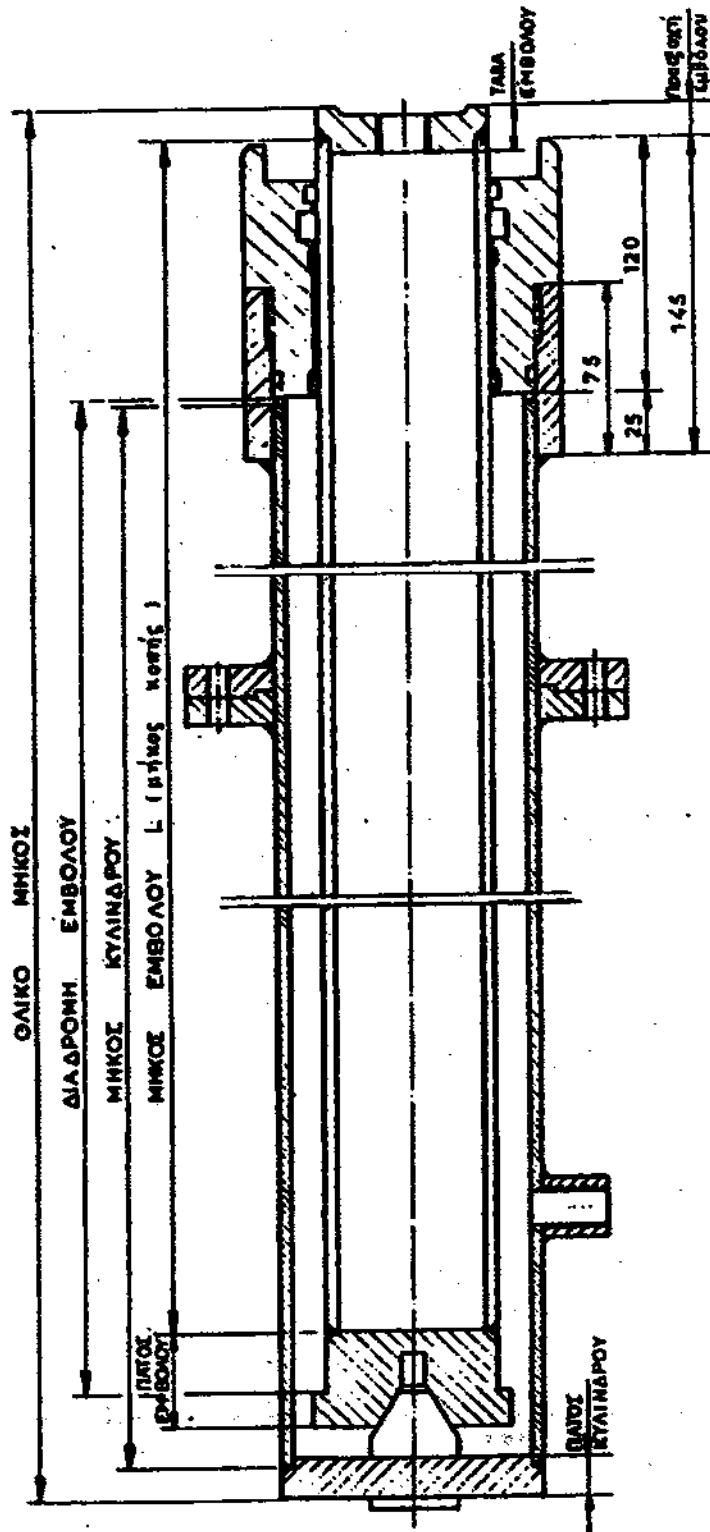 ΟΛΙΚΟ ΜΗΚΟΣ
ΔΙΑΔΡΟΜΗ ΕΜΒΟΛΟΥ
ΜΗΚΟΣ ΚΥΛΙΝΔΡΟΥ
ΜΗΚΟΣ ΕΜΒΟΛΟΥ L (μήκος κοπής)
ΠΑΤΟΣ
ΕΜΒΟΛΟΥ
ΤΑΒΑ
ΕΜΒΟΛΟΥ
Προεξοχή
Εμβόλου
120
145
75
25
ΠΑΤΟΣ
ΚΥΛΙΝΔΡΟΥ